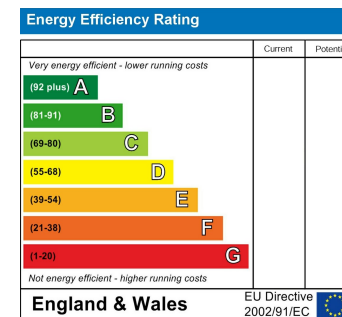 Energy Efficiency Rating
Current Potenti
Very energy efficient - lower running costs
(92 plus) A
(81-91) B
(69-80) C
(55-68) D
(39-54) E
(21-38) F
(1-20) G
Not energy efficient - higher running costs
England & Wales
EU Directive
2002/91/EC